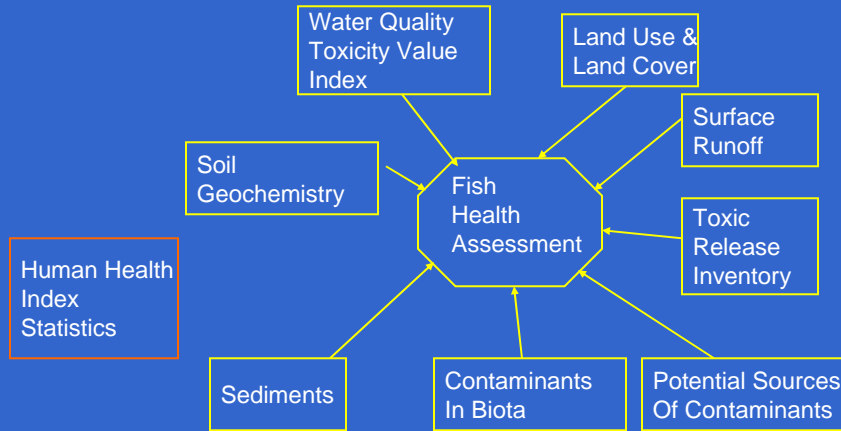 Water Quality
Toxicity Value
Index
Land Use &
Land Cover
Surface
Runoff
Soil
Geochemistry
Fish
Health
Assessment
Toxic
Release
Inventory
Human Health
Index
Statistics
Sediments
Contaminants
In Biota
Potential Sources
Of Contaminants